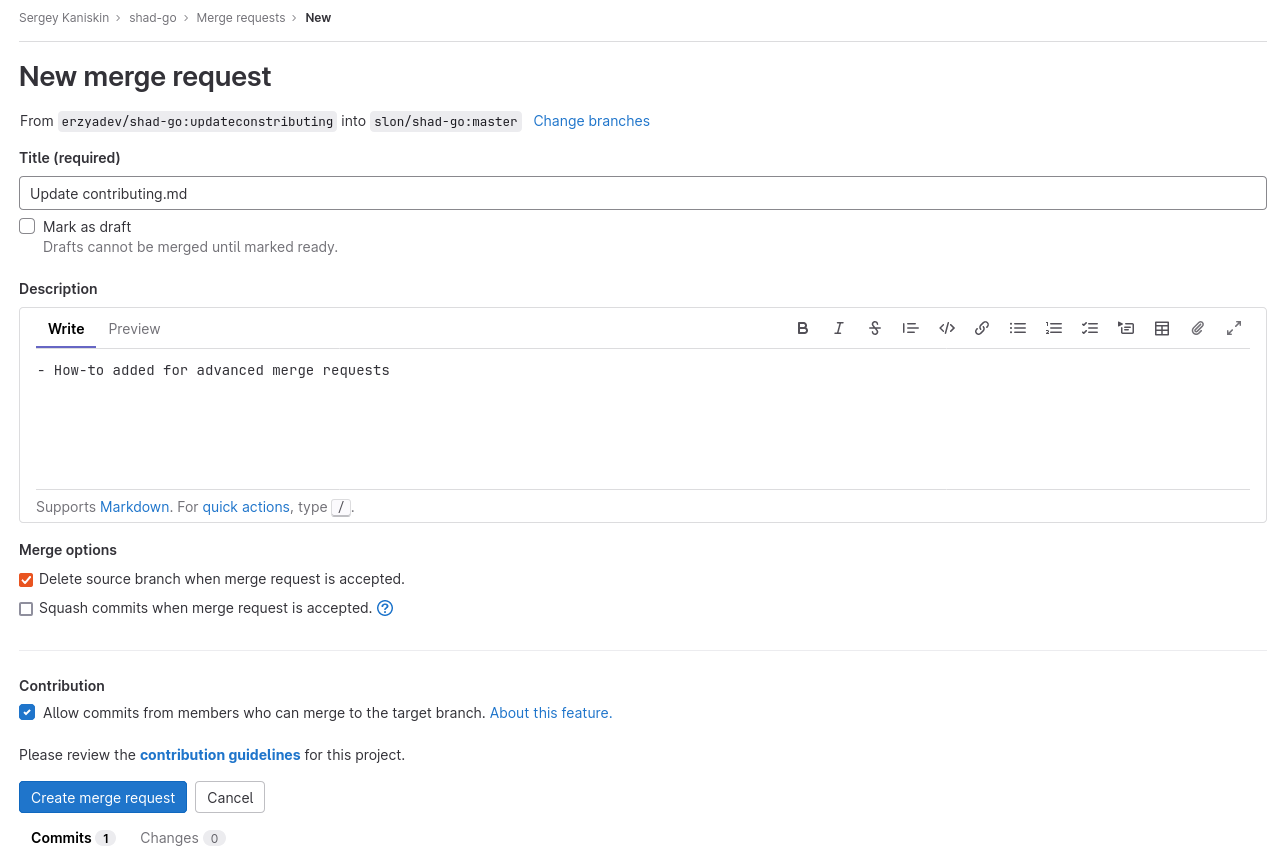 Sergey Kaniskin › shad-go › Merge requests › New
New merge request
From erzyadev/shad-go:updateconstributing into slon/shad-go:master Change branches
Title (required)
Update contributing.md
Mark as draft
Drafts cannot be merged until marked ready.
Description
Write Preview
- How-to added for advanced merge requests
Supports Markdown. For quick actions, type /.
Merge options
Delete source branch when merge request is accepted.
Squash commits when merge request is accepted.
Contribution
Allow commits from members who can merge to the target branch. About this feature.
Please review the contribution guidelines for this project.
Create merge request Cancel
Commits 1 Changes 0